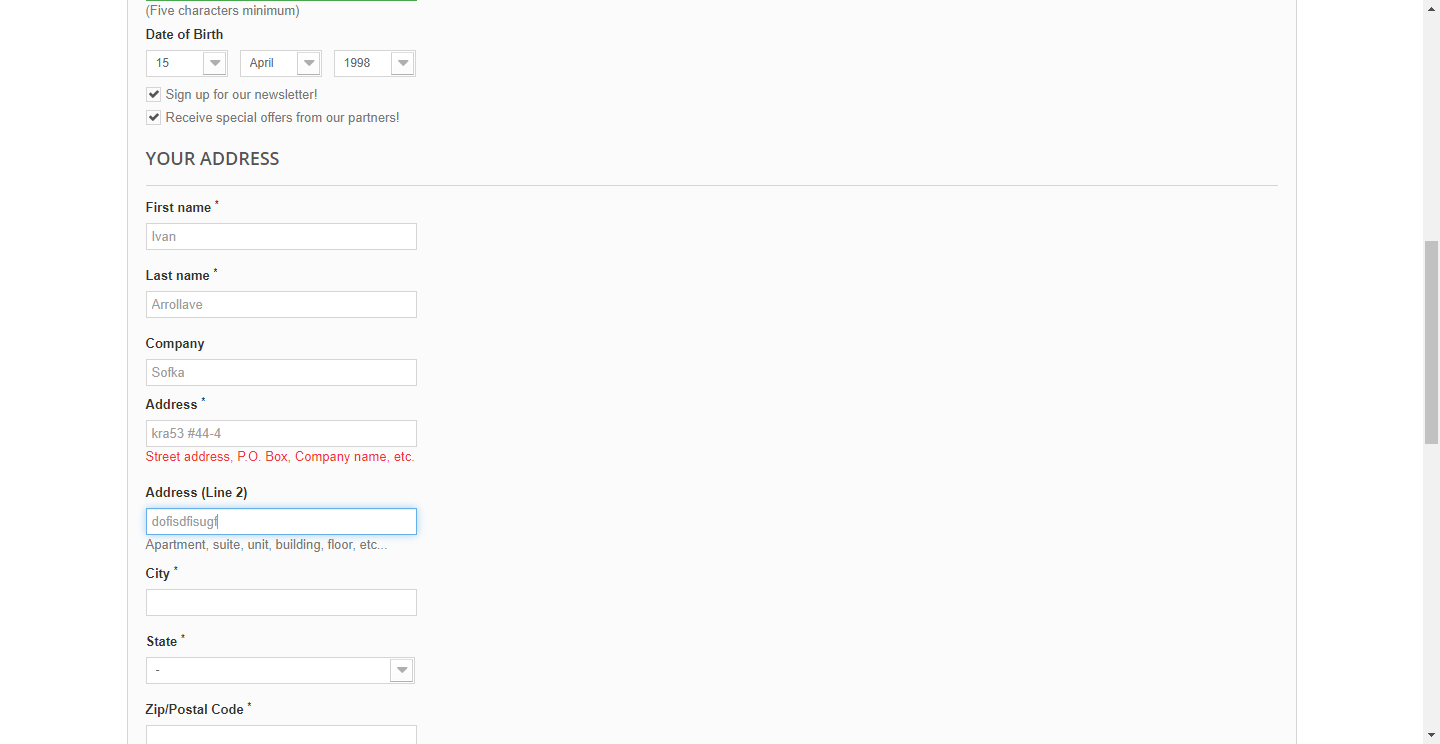 (Five characters minimum)
Date of Birth
15 April 1998
Sign up for our newsletter!
Receive special offers from our partners!
YOUR ADDRESS
First name *
Ivan
Last name *
Arrollave
Company
Sofka
Address *
kra53 #44-4
Street address, P.O. Box, Company name, etc.
Address (Line 2)
dofisdfisugf
Apartment, suite, unit, building, floor, etc...
City *
State *
-
Zip/Postal Code *